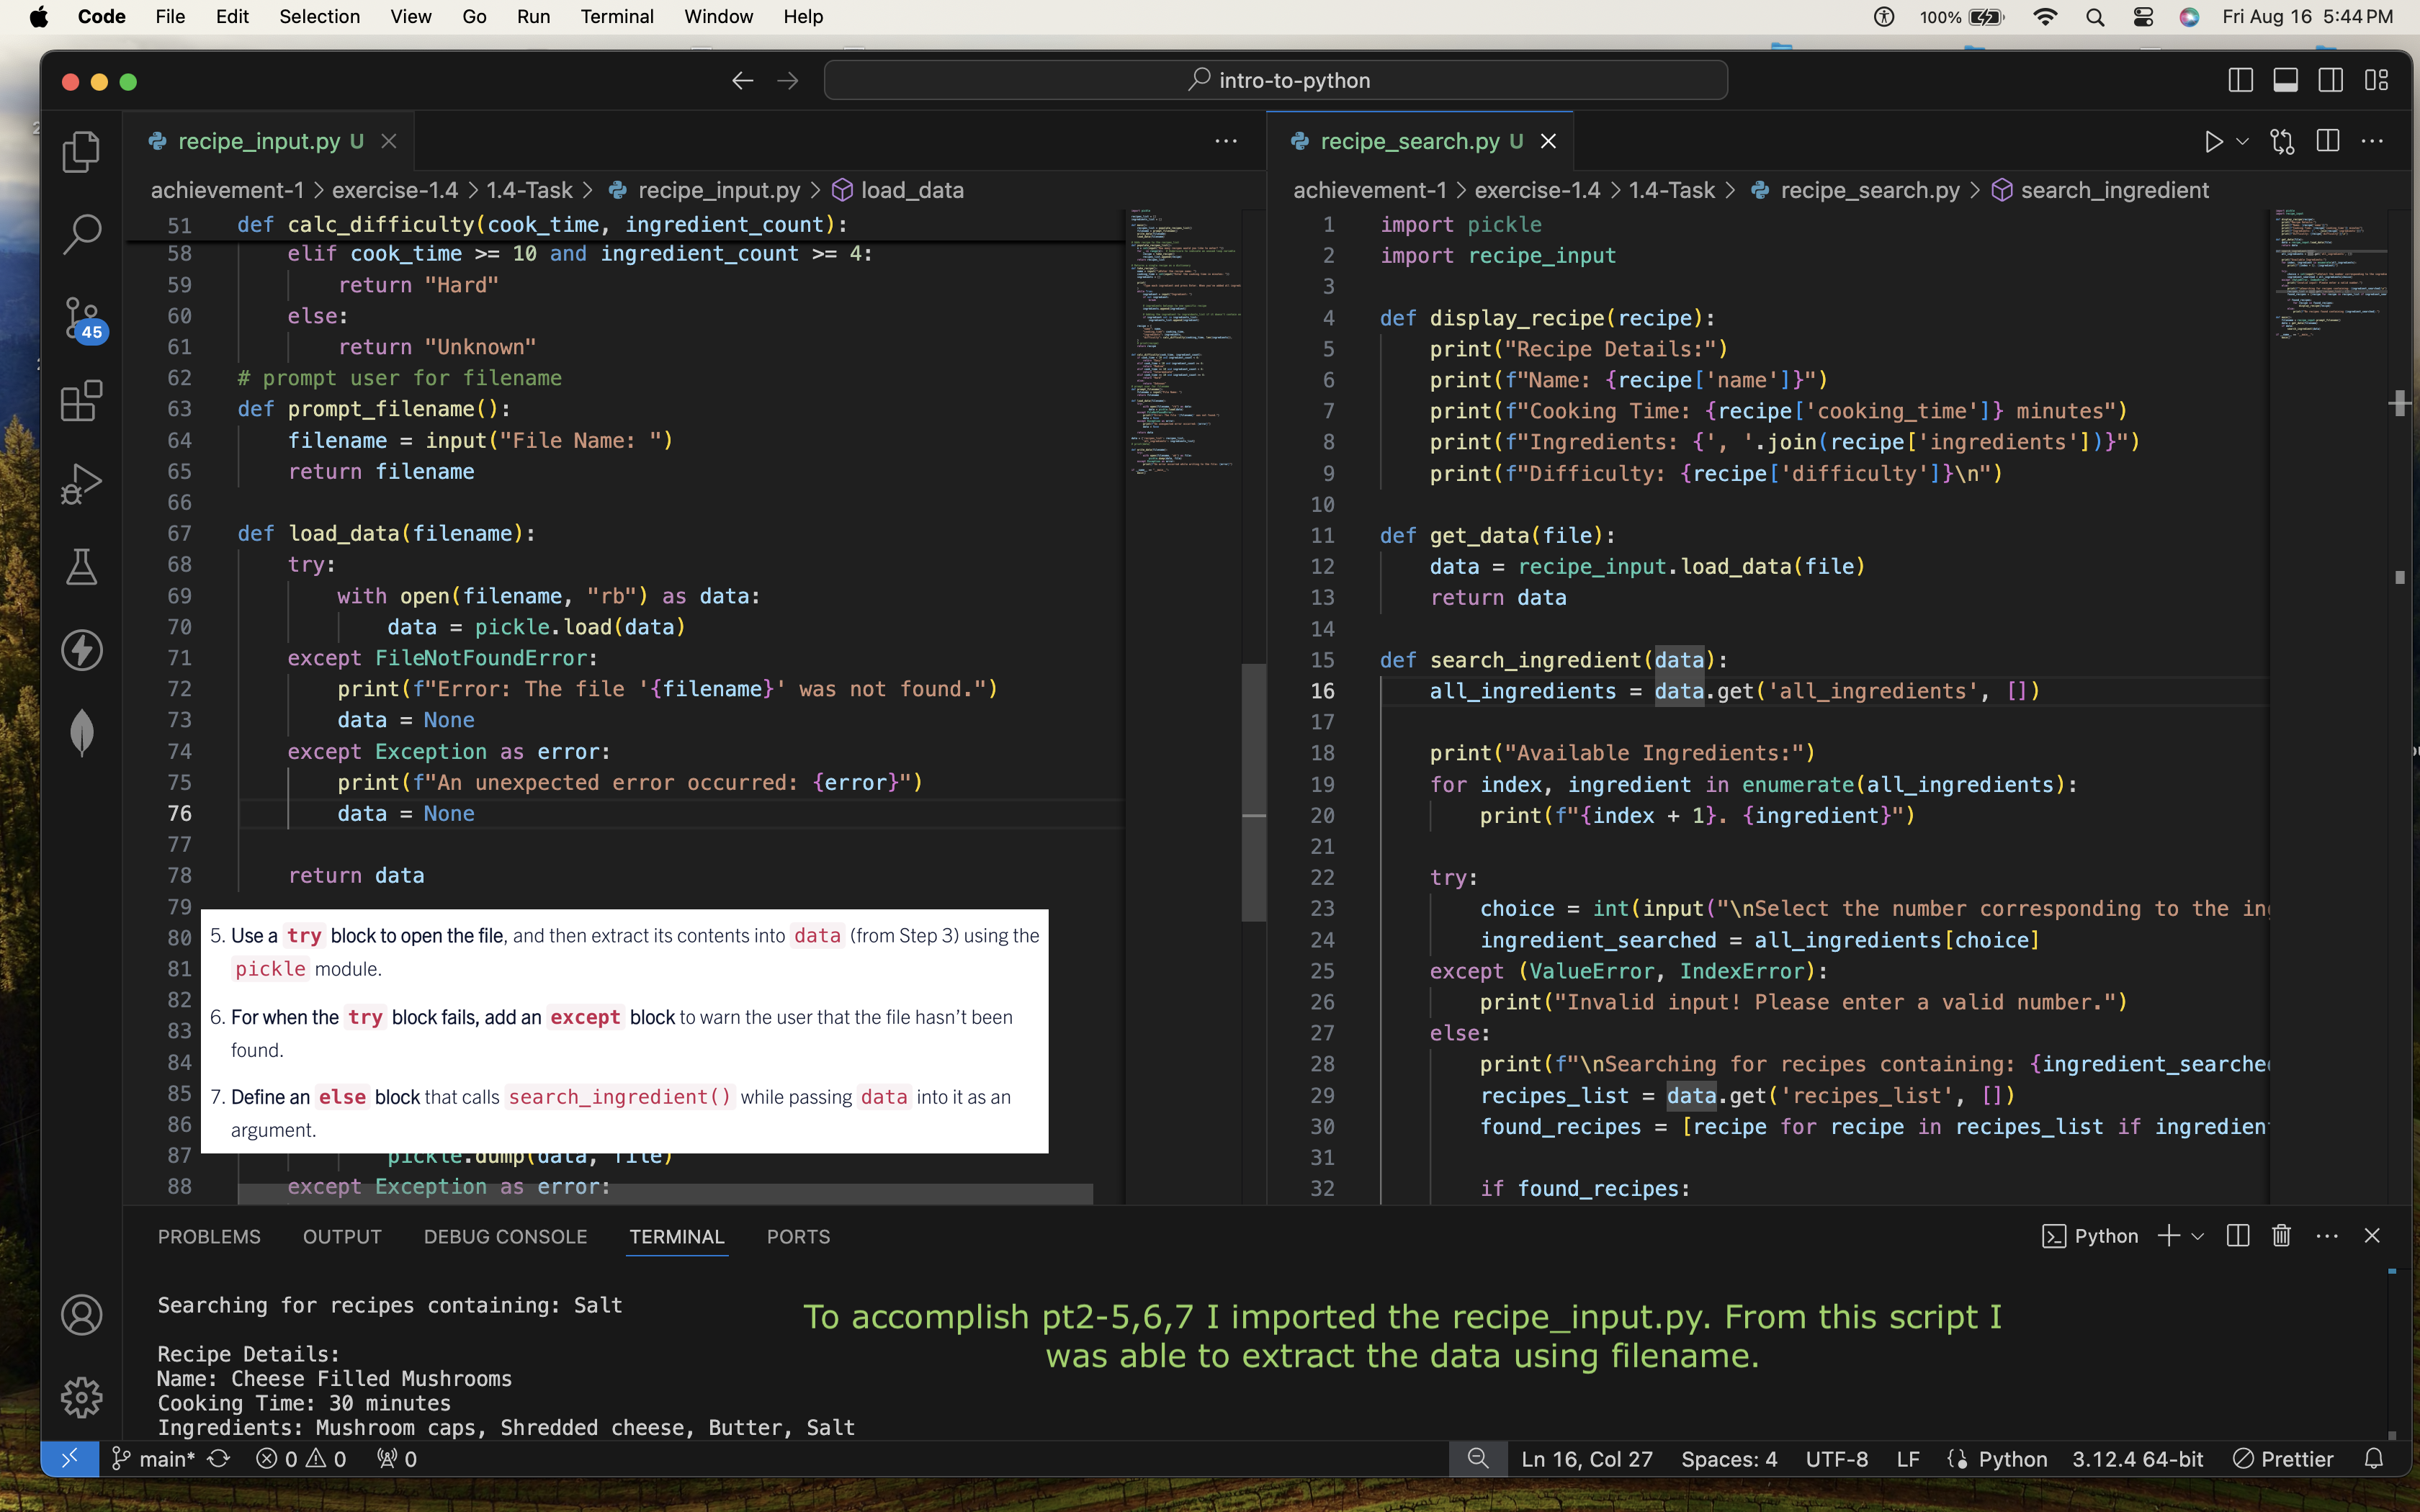 Code File Edit Selection View Go Run Terminal Window Help 100% Fri Aug 16 5:44 PM
intro-to-python
recipe_input.py U
achievement-1 > exercise-1.4 > 1.4-Task > recipe_input.py > load_data
51 def calc_difficulty(cook_time, ingredient_count):
58 elif cook_time >= 10 and ingredient_count >= 4:
59 return "Hard"
60 else:
61 return "Unknown"
62 # prompt user for filename
63 def prompt_filename():
64 filename = input("File Name: ")
65 return filename
66
67 def load_data(filename):
68 try:
69 with open(filename, "rb") as data:
70 data = pickle.load(data)
71 except FileNotFoundError:
72 print(f"Error: The file '{filename}' was not found.")
73 data = None
74 except Exception as error:
75 print(f"An unexpected error occurred: {error}")
76 data = None
77
78 return data
79
80
81
82
83
84
85
86
87 pickle.dump(data, file)
88 except Exception as error:
5. Use a try block to open the file, and then extract its contents into data (from Step 3) using the
pickle module.
6. For when the try block fails, add an except block to warn the user that the file hasn't been
found.
7. Define an else block that calls search_ingredient() while passing data into it as an
argument.
45
recipe_search.py U
achievement-1 > exercise-1.4 > 1.4-Task > recipe_search.py > search_ingredient
1 import pickle
2 import recipe_input
3
4 def display_recipe(recipe):
5 print("Recipe Details:")
6 print(f"Name: {recipe['name']}")
7 print(f"Cooking Time: {recipe['cooking_time']} minutes")
8 print(f"Ingredients: {', '.join(recipe['ingredients'])}")
9 print(f"Difficulty: {recipe['difficulty']}\n")
10
11 def get_data(file):
12 data = recipe_input.load_data(file)
13 return data
14
15 def search_ingredient(data):
16 all_ingredients = data.get('all_ingredients', [])
17
18 print("Available Ingredients:")
19 for index, ingredient in enumerate(all_ingredients):
20 print(f"{index + 1}. {ingredient}")
21
22 try:
23 choice = int(input("\nSelect the number corresponding to the in
24 ingredient_searched = all_ingredients[choice]
25 except (ValueError, IndexError):
26 print("Invalid input! Please enter a valid number.")
27 else:
28 print(f"\nSearching for recipes containing: {ingredient_searche
29 recipes_list = data.get('recipes_list', [])
30 found_recipes = [recipe for recipe in recipes_list if ingredien
31
32 if found_recipes:
PROBLEMS OUTPUT DEBUG CONSOLE TERMINAL PORTS Python
Searching for recipes containing: Salt
Recipe Details:
Name: Cheese Filled Mushrooms
Cooking Time: 30 minutes
Ingredients: Mushroom caps, Shredded cheese, Butter, Salt
To accomplish pt2-5,6,7 I imported the recipe_input.py. From this script I
was able to extract the data using filename.
main* 0 0 0 Ln 16, Col 27 Spaces: 4 UTF-8 LF Python 3.12.4 64-bit Prettier